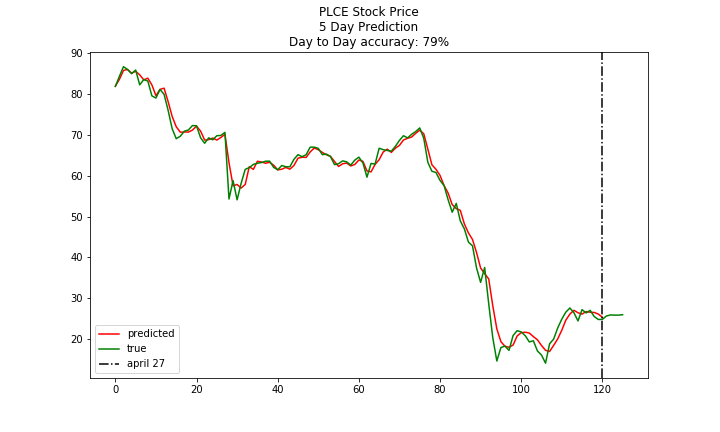 PLCE Stock Price
5 Day Prediction
Day to Day accuracy: 79%
90
80
70
60
50
40
30
20
predicted
true
april 27
0
20
40
60
80
100
120